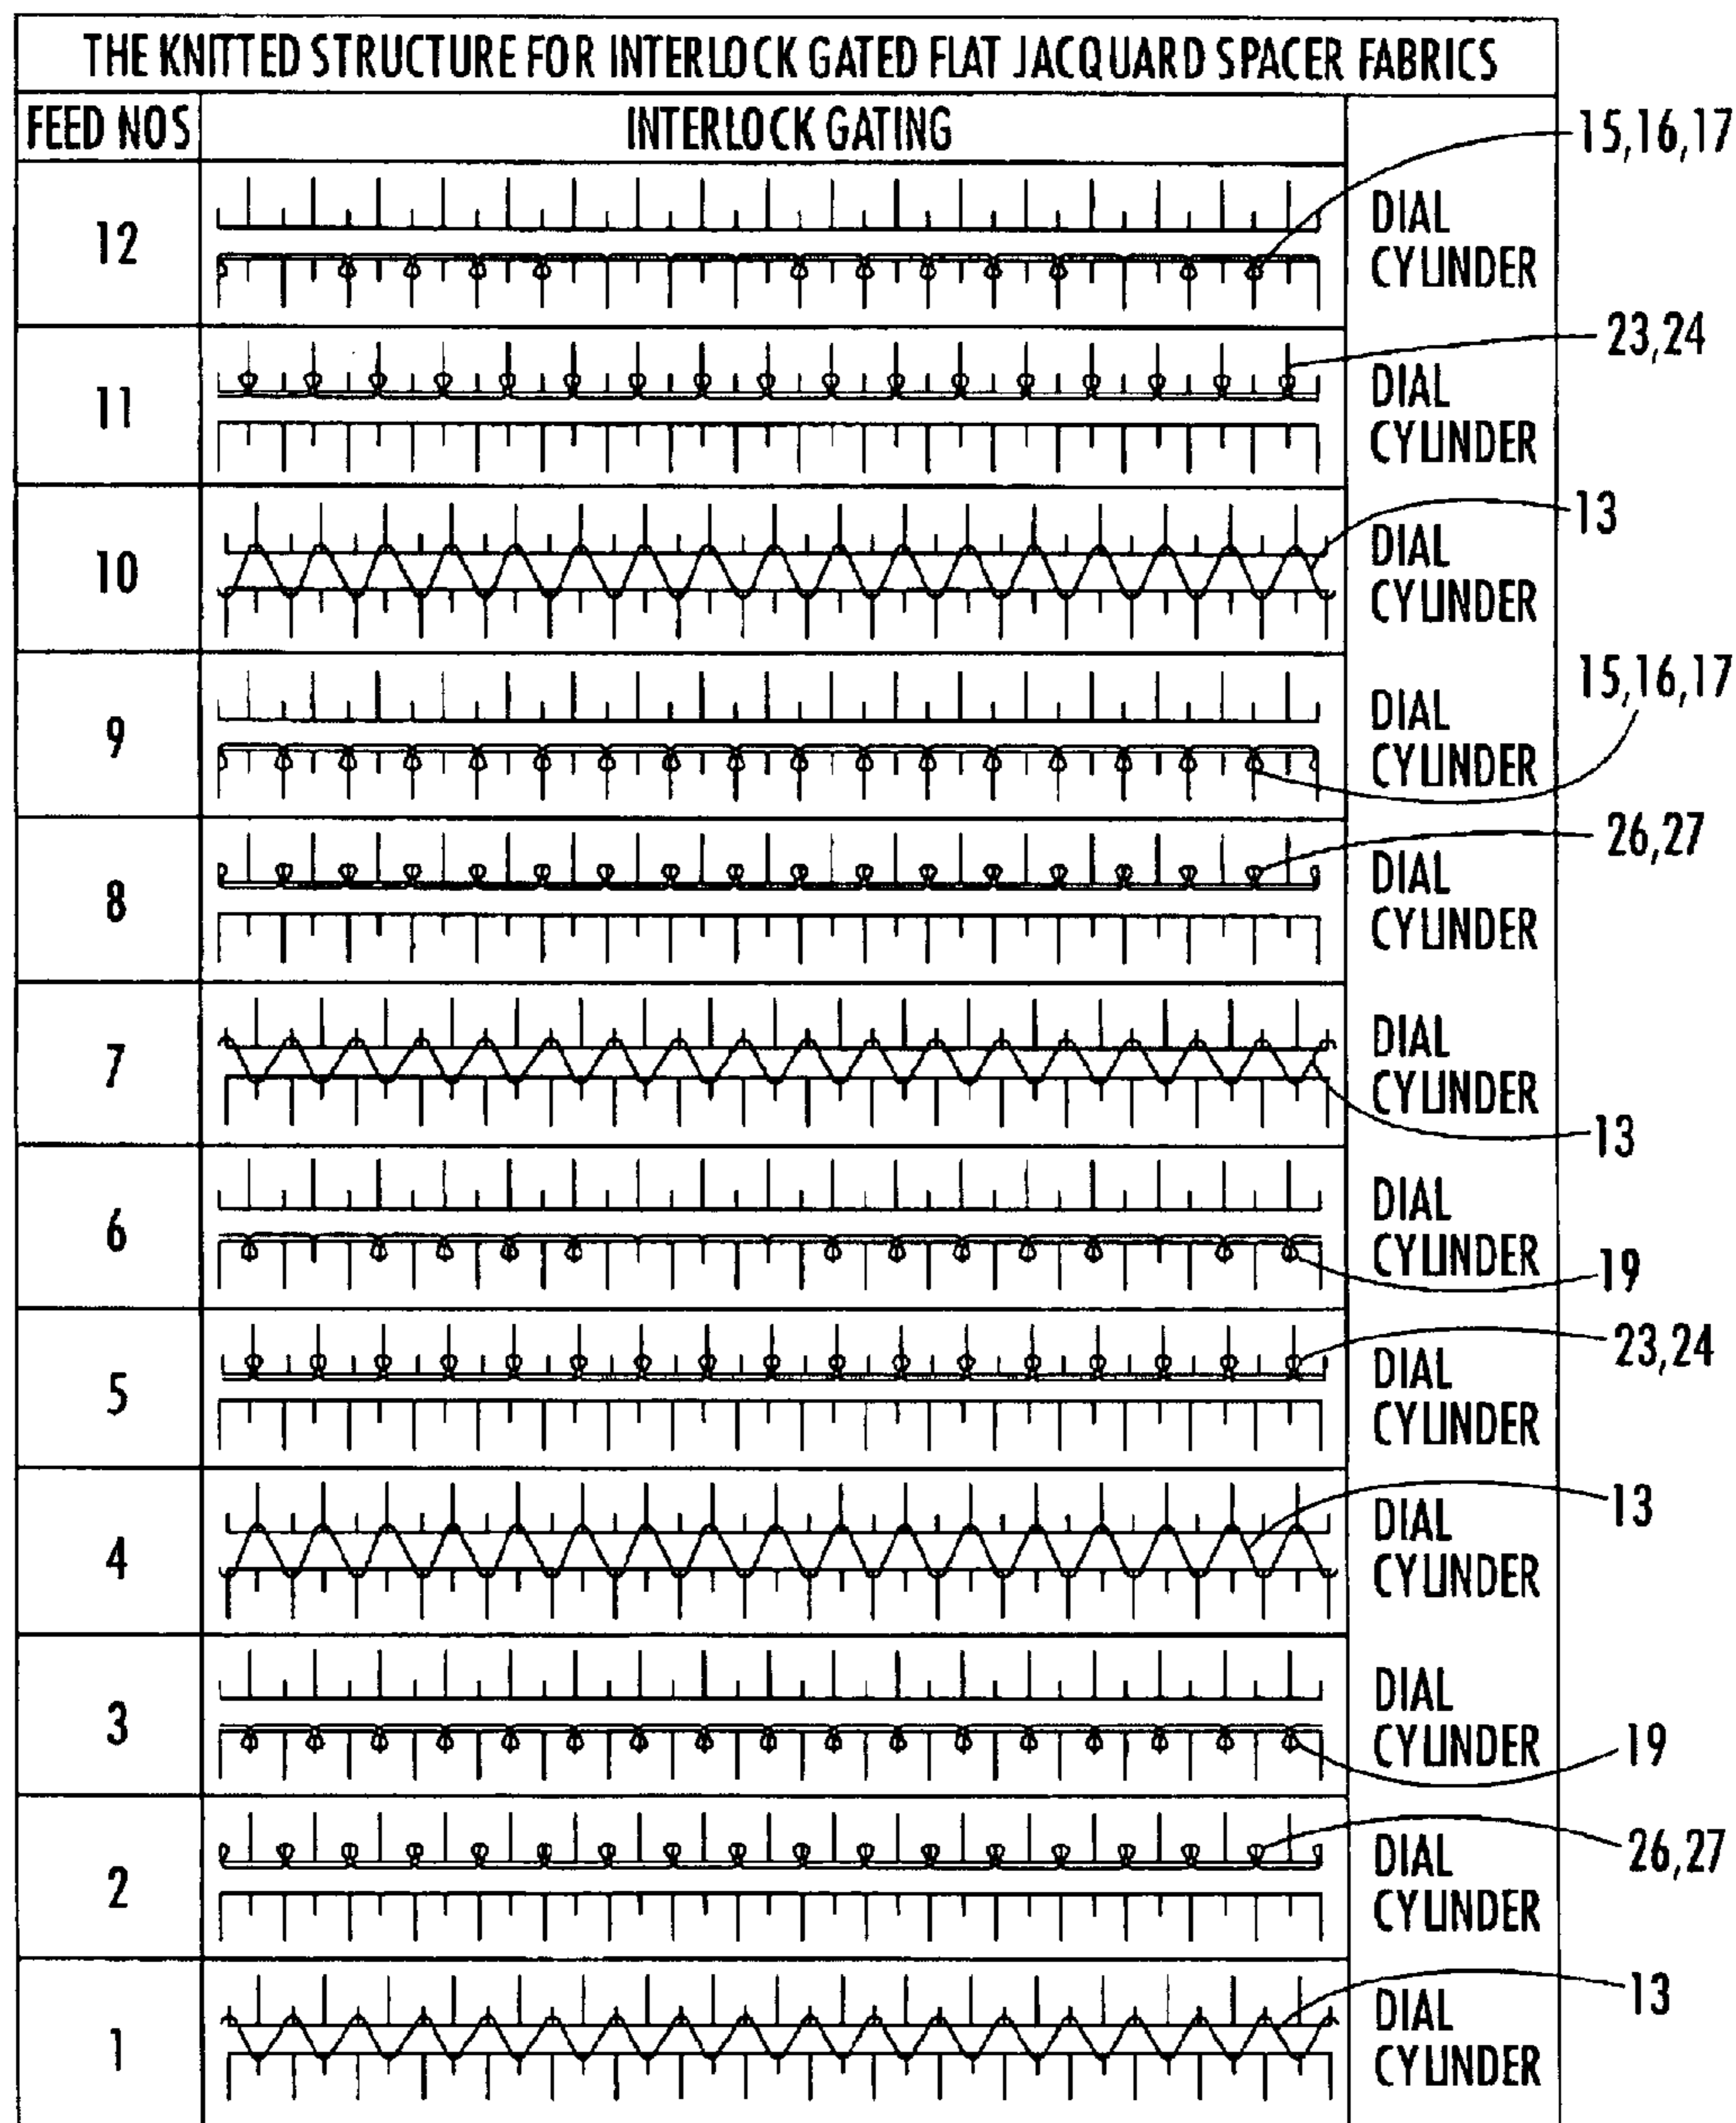 THE KNITTED STRUCTURE FOR INTERLOCK GATED FLAT JACQUARD SPACER FABRICS
FEED NOS
INTERLOCK GATING
12
DIAL
CYLINDER
15,16,17
11
DIAL
CYLINDER
23,24
10
DIAL
CYLINDER
13
9
DIAL
CYLINDER
15,16,17
8
DIAL
CYLINDER
26,27
7
DIAL
CYLINDER
13
6
DIAL
CYLINDER
19
5
DIAL
CYLINDER
23,24
4
DIAL
CYLINDER
13
3
DIAL
CYLINDER
19
2
DIAL
CYLINDER
26,27
1
DIAL
CYLINDER
13